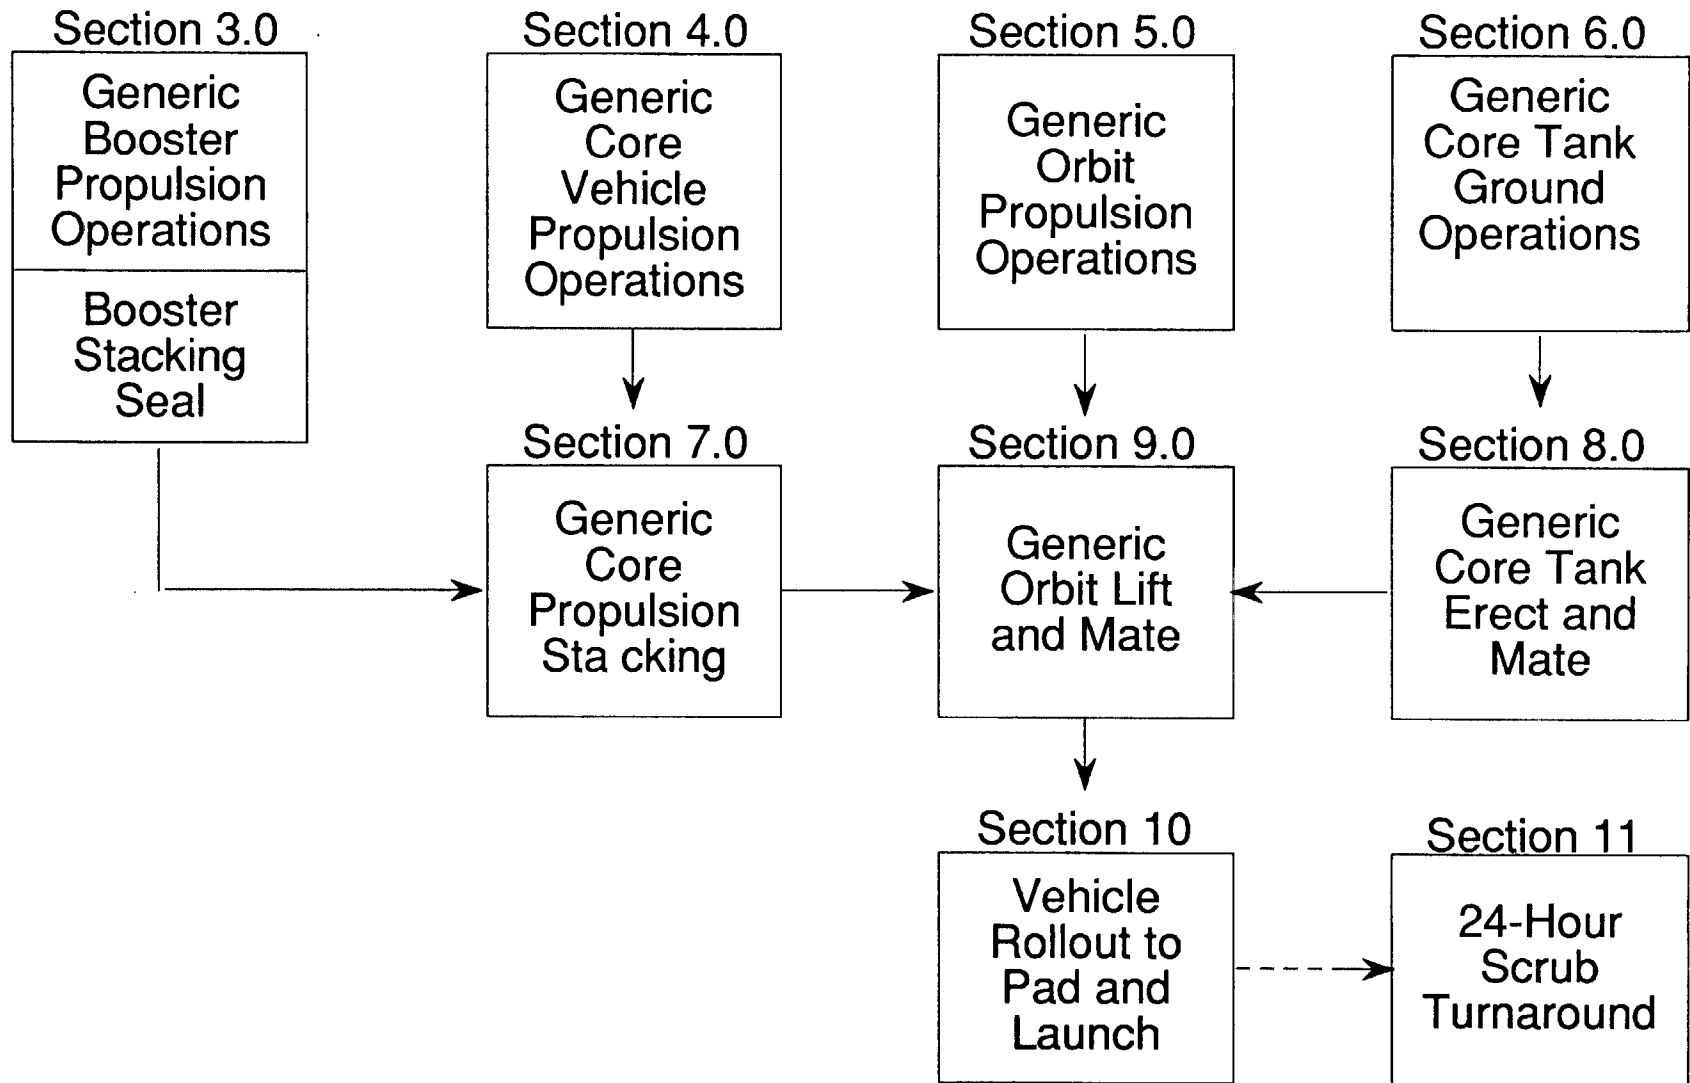 Section 3.0
Generic
Booster
Propulsion
Operations
Booster
Stacking
Seal
Section 4.0
Generic
Core
Vehicle
Propulsion
Operations
Section 5.0
Generic
Orbit
Propulsion
Operations
Section 6.0
Generic
Core Tank
Ground
Operations
Section 7.0
Generic
Core
Propulsion
Sta cking
Section 9.0
Generic
Orbit Lift
and Mate
Section 8.0
Generic
Core Tank
Erect and
Mate
Section 10
Vehicle
Rollout to
Pad and
Launch
Section 11
24-Hour
Scrub
Turnaround